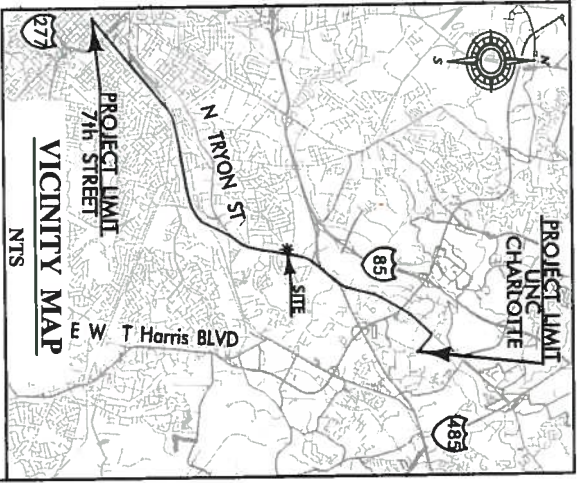 N
S
PROJECT LIMIT
UNC
CHARLOTTE
85
485
N TRYON ST
SITE
E W T Harris BLVD
277
PROJECT LIMIT
7th STREET
VICINITY MAP
NTS